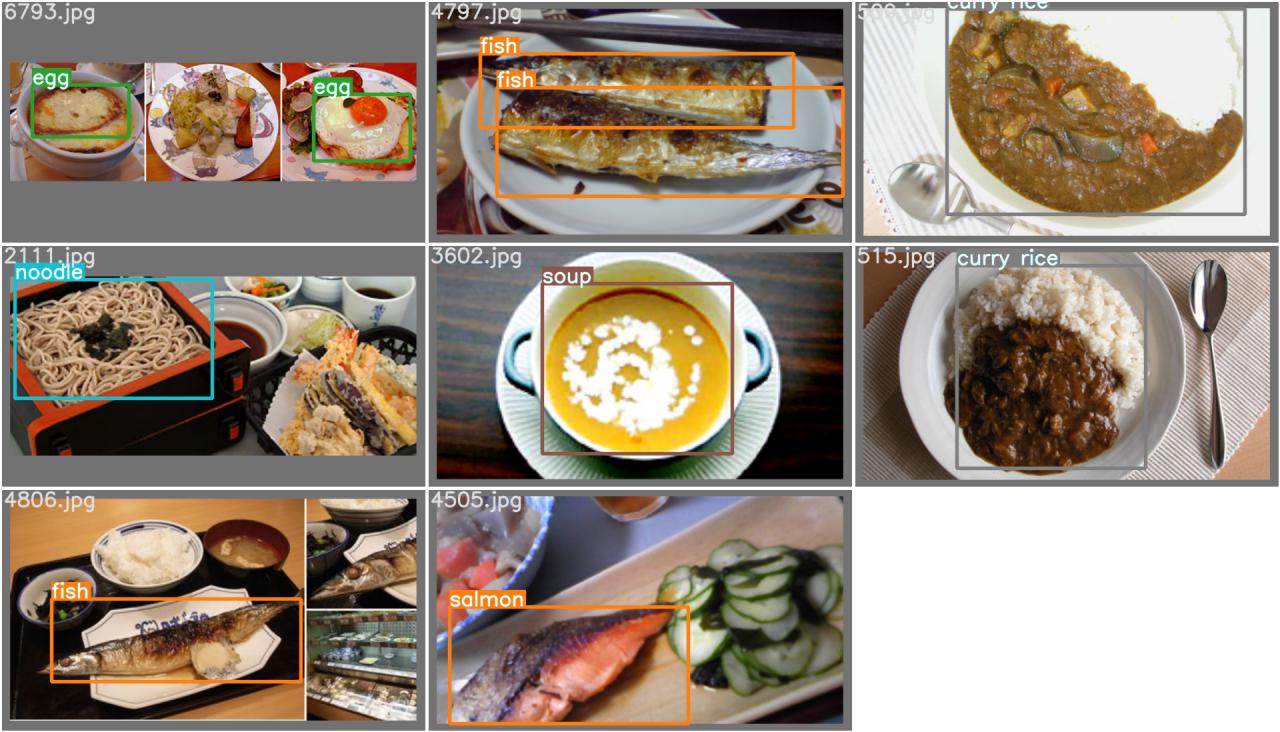 6793.jpg
egg
egg
4797.jpg
fish
fish
curry rice
2111.jpg
noodle
3602.jpg
soup
515.jpg
curry rice
4806.jpg
fish
4505.jpg
salmon